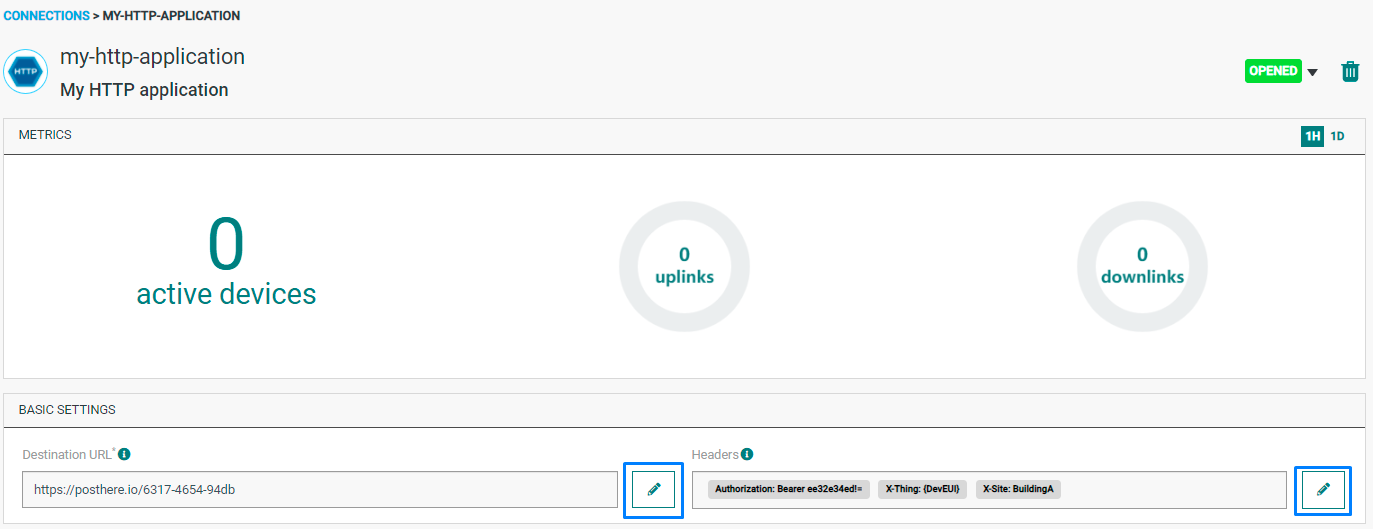 CONNECTIONS > MY-HTTP-APPLICATION
HTTP
my-http-application
My HTTP application
OPENED
METRICS
1H 1D
0
active devices
0
uplinks
0
downlinks
BASIC SETTINGS
Destination URL*
Headers
https://posthere.io/6317-4654-94db
Authorization: Bearer ee32e34ed!= X-Thing: {DevEUI} X-Site: BuildingA